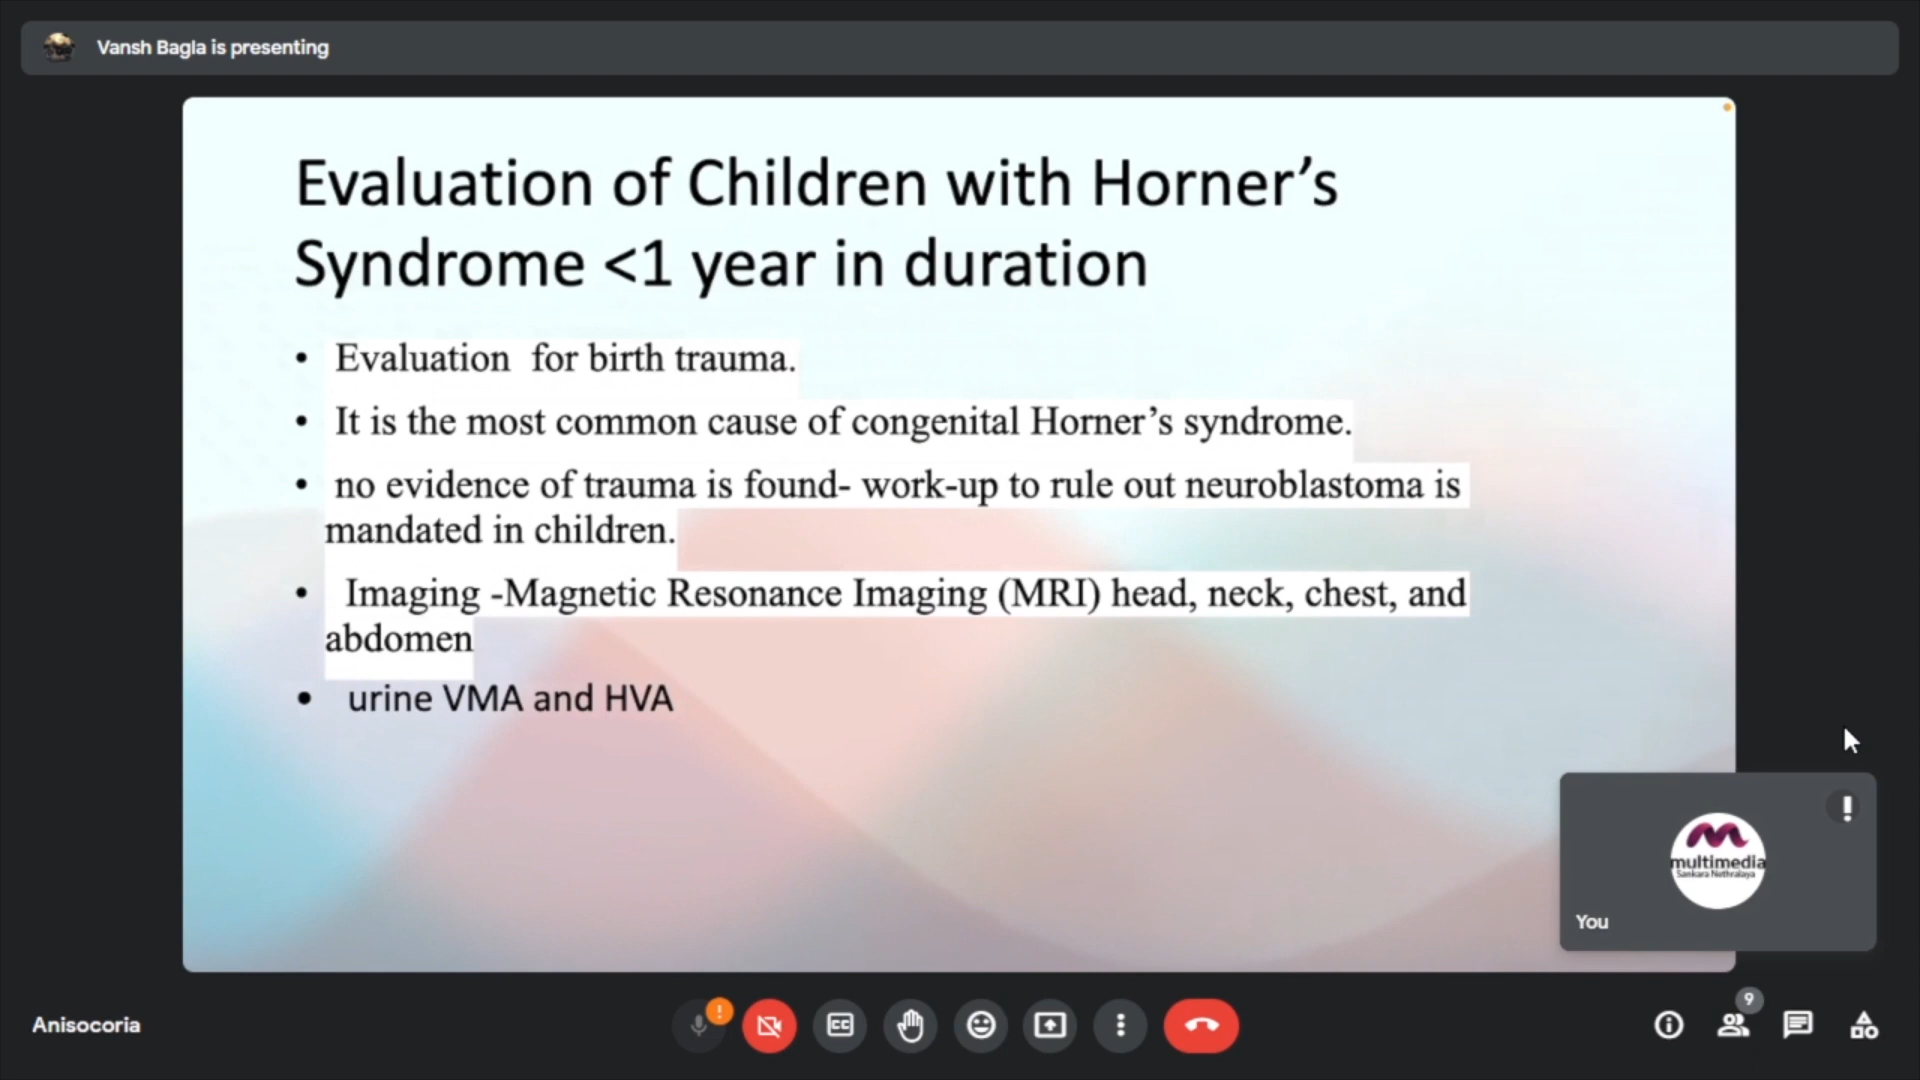 Vansh Bagla is presenting
Evaluation of Children with Horner’s
Syndrome <1 year in duration
• Evaluation for birth trauma.
• It is the most common cause of congenital Horner’s syndrome.
• no evidence of trauma is found- work-up to rule out neuroblastoma is
mandated in children.
• Imaging -Magnetic Resonance Imaging (MRI) head, neck, chest, and
abdomen
• urine VMA and HVA
multimedia
Sankara Nethralaya
You
Anisocoria
CC
9